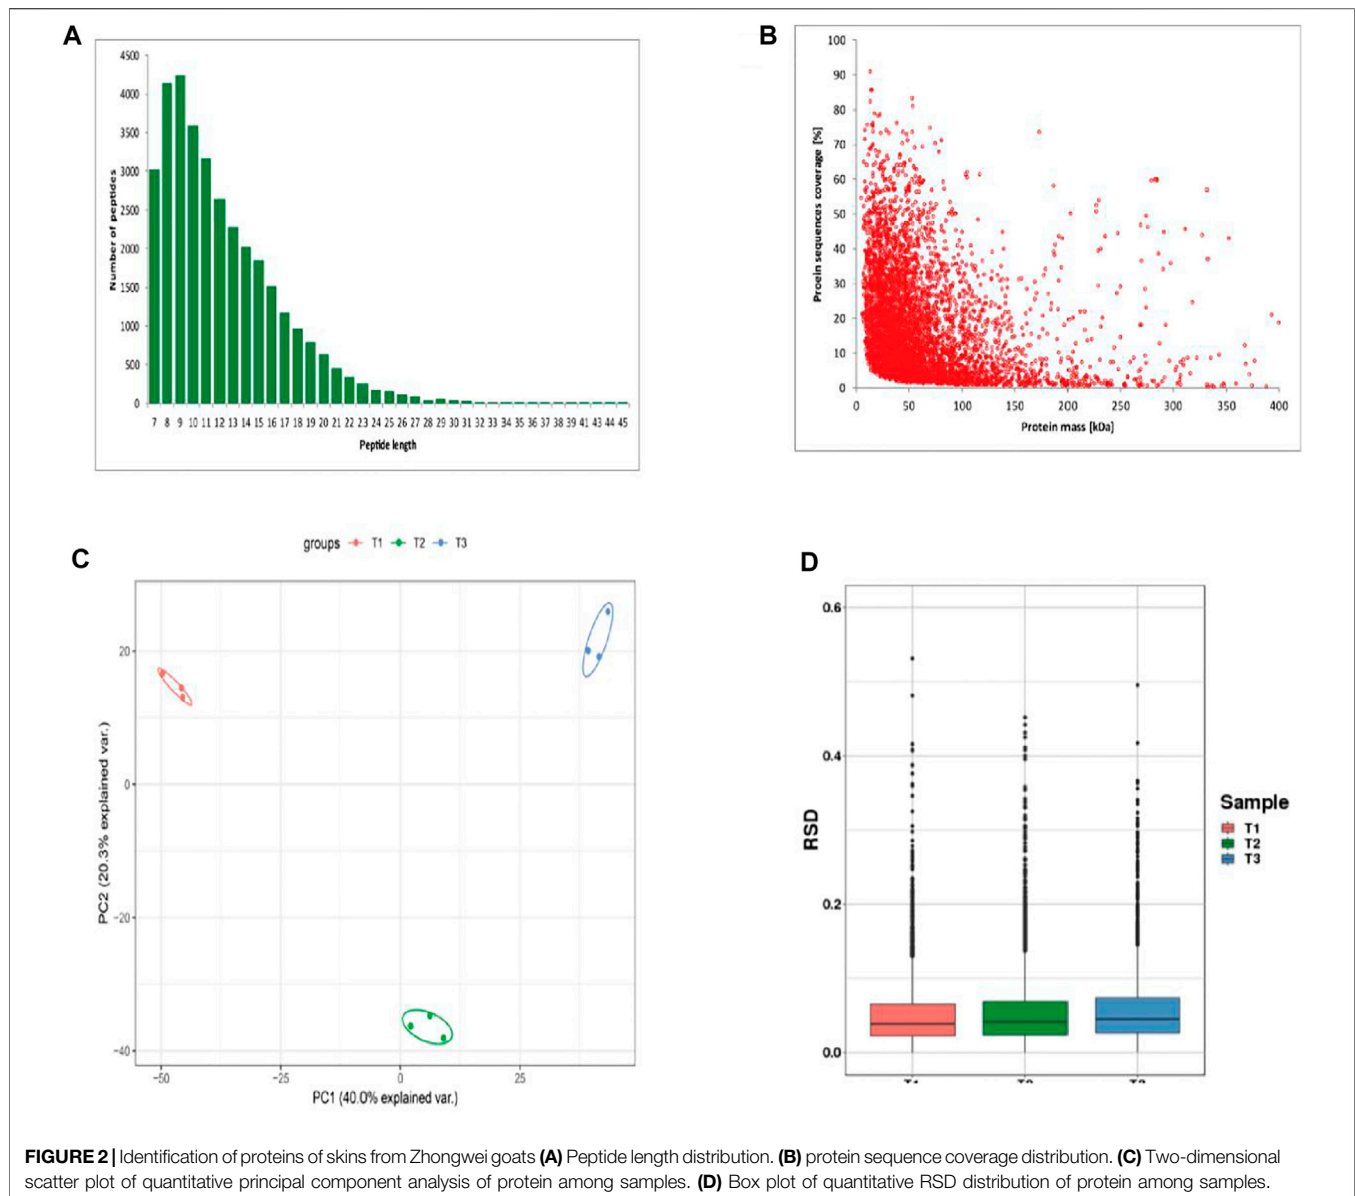 A
4500
4000
3500
3000
2500
2000
1500
1000
500
0
Number of peptides
7 8 9 10 11 12 13 14 15 16 17 18 19 20 21 22 23 24 25 26 27 28 29 30 31 32 33 34 35 36 37 38 39 41 43 44 45
Peptide length
B
100
90
80
70
60
50
40
30
20
10
0
Proein sequences coverage [%]
0 50 100 150 200 250 300 350 400
Protein mass [kDa]
C
groups T1 T2 T3
20
0
−20
−40
PC2 (20.3% explained var.)
−50 −25 0 25
PC1 (40.0% explained var.)
D
0.6
0.4
0.2
0.0
RSD
Sample
T1
T2
T3
FIGURE 2 | Identification of proteins of skins from Zhongwei goats (A) Peptide length distribution. (B) protein sequence coverage distribution. (C) Two-dimensional
scatter plot of quantitative principal component analysis of protein among samples. (D) Box plot of quantitative RSD distribution of protein among samples.